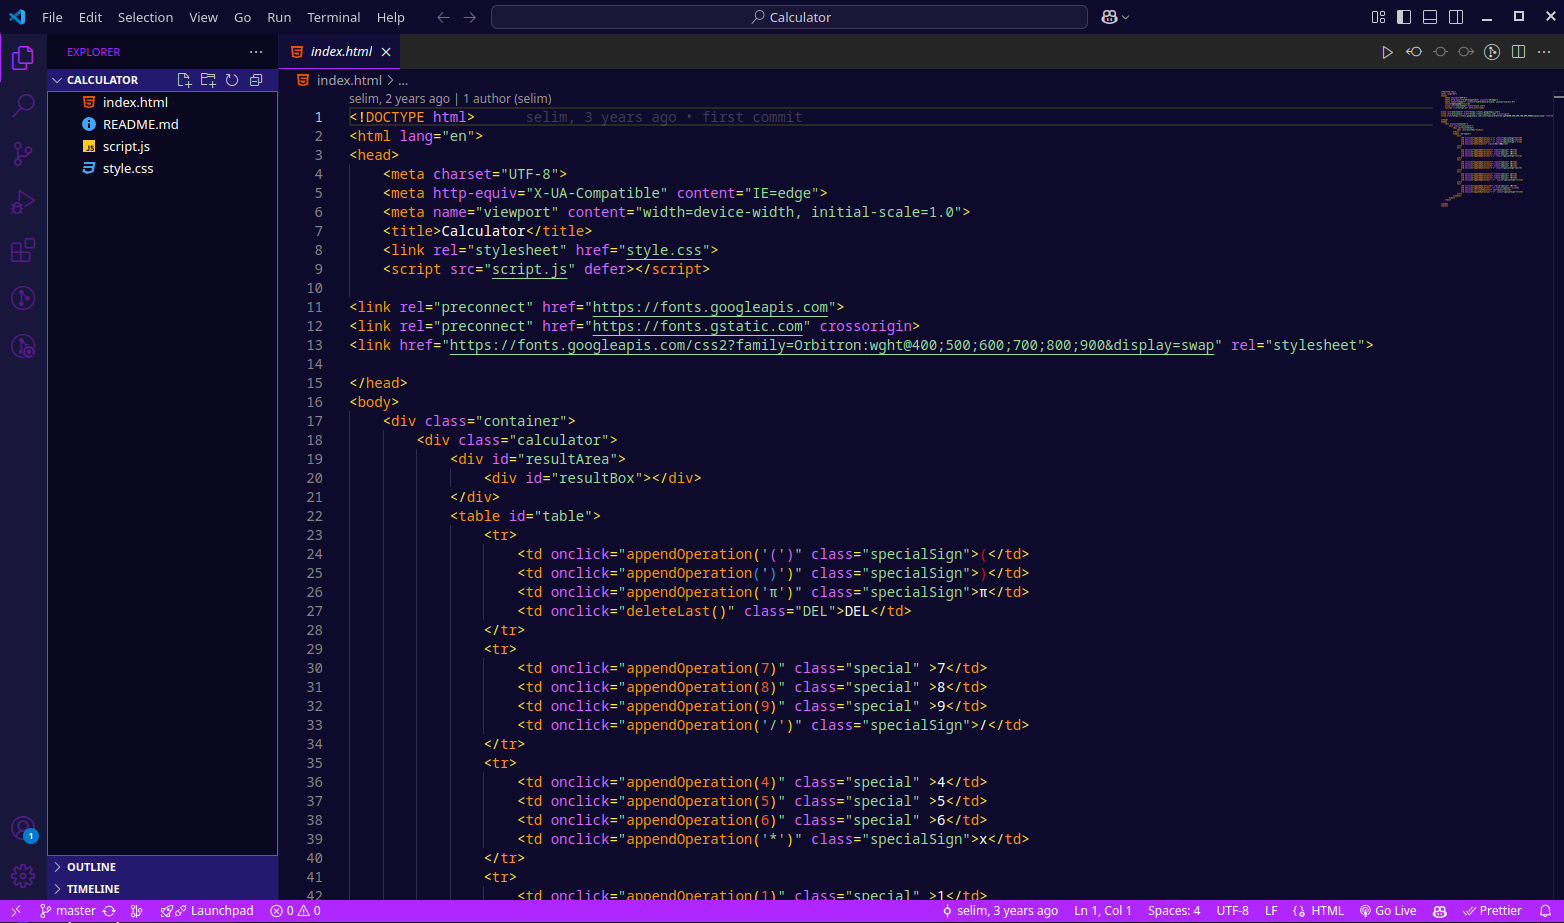 File Edit Selection View Go Run Terminal Help
Calculator
EXPLORER
index.html
CALCULATOR
index.html
README.md
script.js
style.css
index.html > ...
selim, 2 years ago | 1 author (selim)
1 <!DOCTYPE html> selim, 3 years ago • first commit
2 <html lang="en">
3 <head>
4 <meta charset="UTF-8">
5 <meta http-equiv="X-UA-Compatible" content="IE=edge">
6 <meta name="viewport" content="width=device-width, initial-scale=1.0">
7 <title>Calculator</title>
8 <link rel="stylesheet" href="style.css">
9 <script src="script.js" defer></script>
10
11 <link rel="preconnect" href="https://fonts.googleapis.com">
12 <link rel="preconnect" href="https://fonts.gstatic.com" crossorigin>
13 <link href="https://fonts.googleapis.com/css2?family=Orbitron:wght@400;500;600;700;800;900&display=swap" rel="stylesheet">
14
15 </head>
16 <body>
17 <div class="container">
18 <div class="calculator">
19 <div id="resultArea">
20 <div id="resultBox"></div>
21 </div>
22 <table id="table">
23 <tr>
24 <td onclick="appendOperation('(')" class="specialSign">(</td>
25 <td onclick="appendOperation(')')" class="specialSign">)</td>
26 <td onclick="appendOperation('π')" class="specialSign">π</td>
27 <td onclick="deleteLast()" class="DEL">DEL</td>
28 </tr>
29 <tr>
30 <td onclick="appendOperation(7)" class="special" >7</td>
31 <td onclick="appendOperation(8)" class="special" >8</td>
32 <td onclick="appendOperation(9)" class="special" >9</td>
33 <td onclick="appendOperation('/')" class="specialSign">/</td>
34 </tr>
35 <tr>
36 <td onclick="appendOperation(4)" class="special" >4</td>
37 <td onclick="appendOperation(5)" class="special" >5</td>
38 <td onclick="appendOperation(6)" class="special" >6</td>
39 <td onclick="appendOperation('*')" class="specialSign">x</td>
40 </tr>
41 <tr>
42 <td onclick="appendOperation(1)" class="special" >1</td>
1
OUTLINE
TIMELINE
master Launchpad 0 0 selim, 3 years ago Ln 1, Col 1 Spaces: 4 UTF-8 LF HTML Go Live Prettier